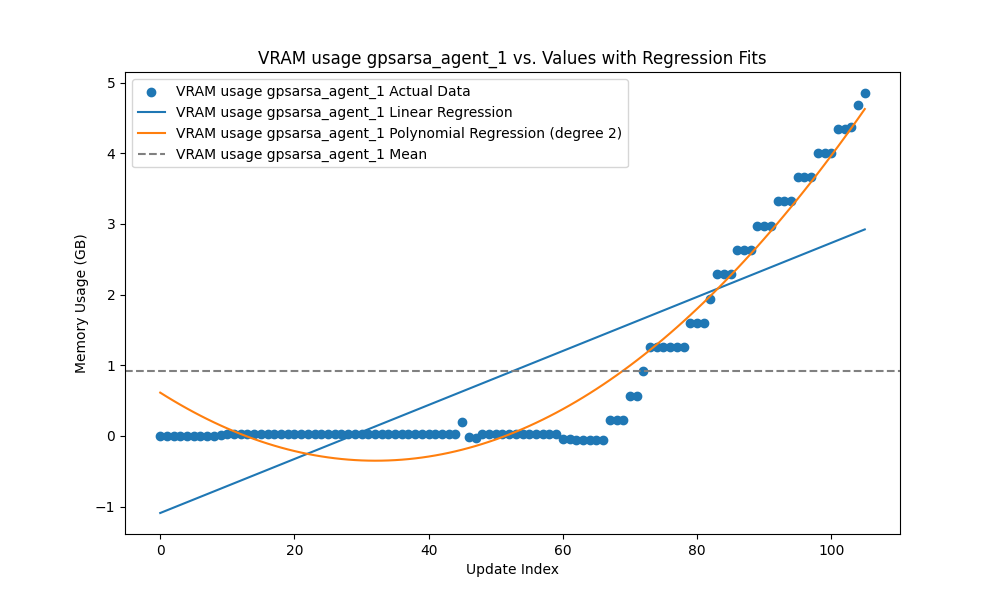 VRAM usage gpsarsa_agent_1 vs. Values with Regression Fits
VRAM usage gpsarsa_agent_1 Actual Data
VRAM usage gpsarsa_agent_1 Linear Regression
VRAM usage gpsarsa_agent_1 Polynomial Regression (degree 2)
VRAM usage gpsarsa_agent_1 Mean
Memory Usage (GB)
5
4
3
2
1
0
−1
0 20 40 60 80 100
Update Index